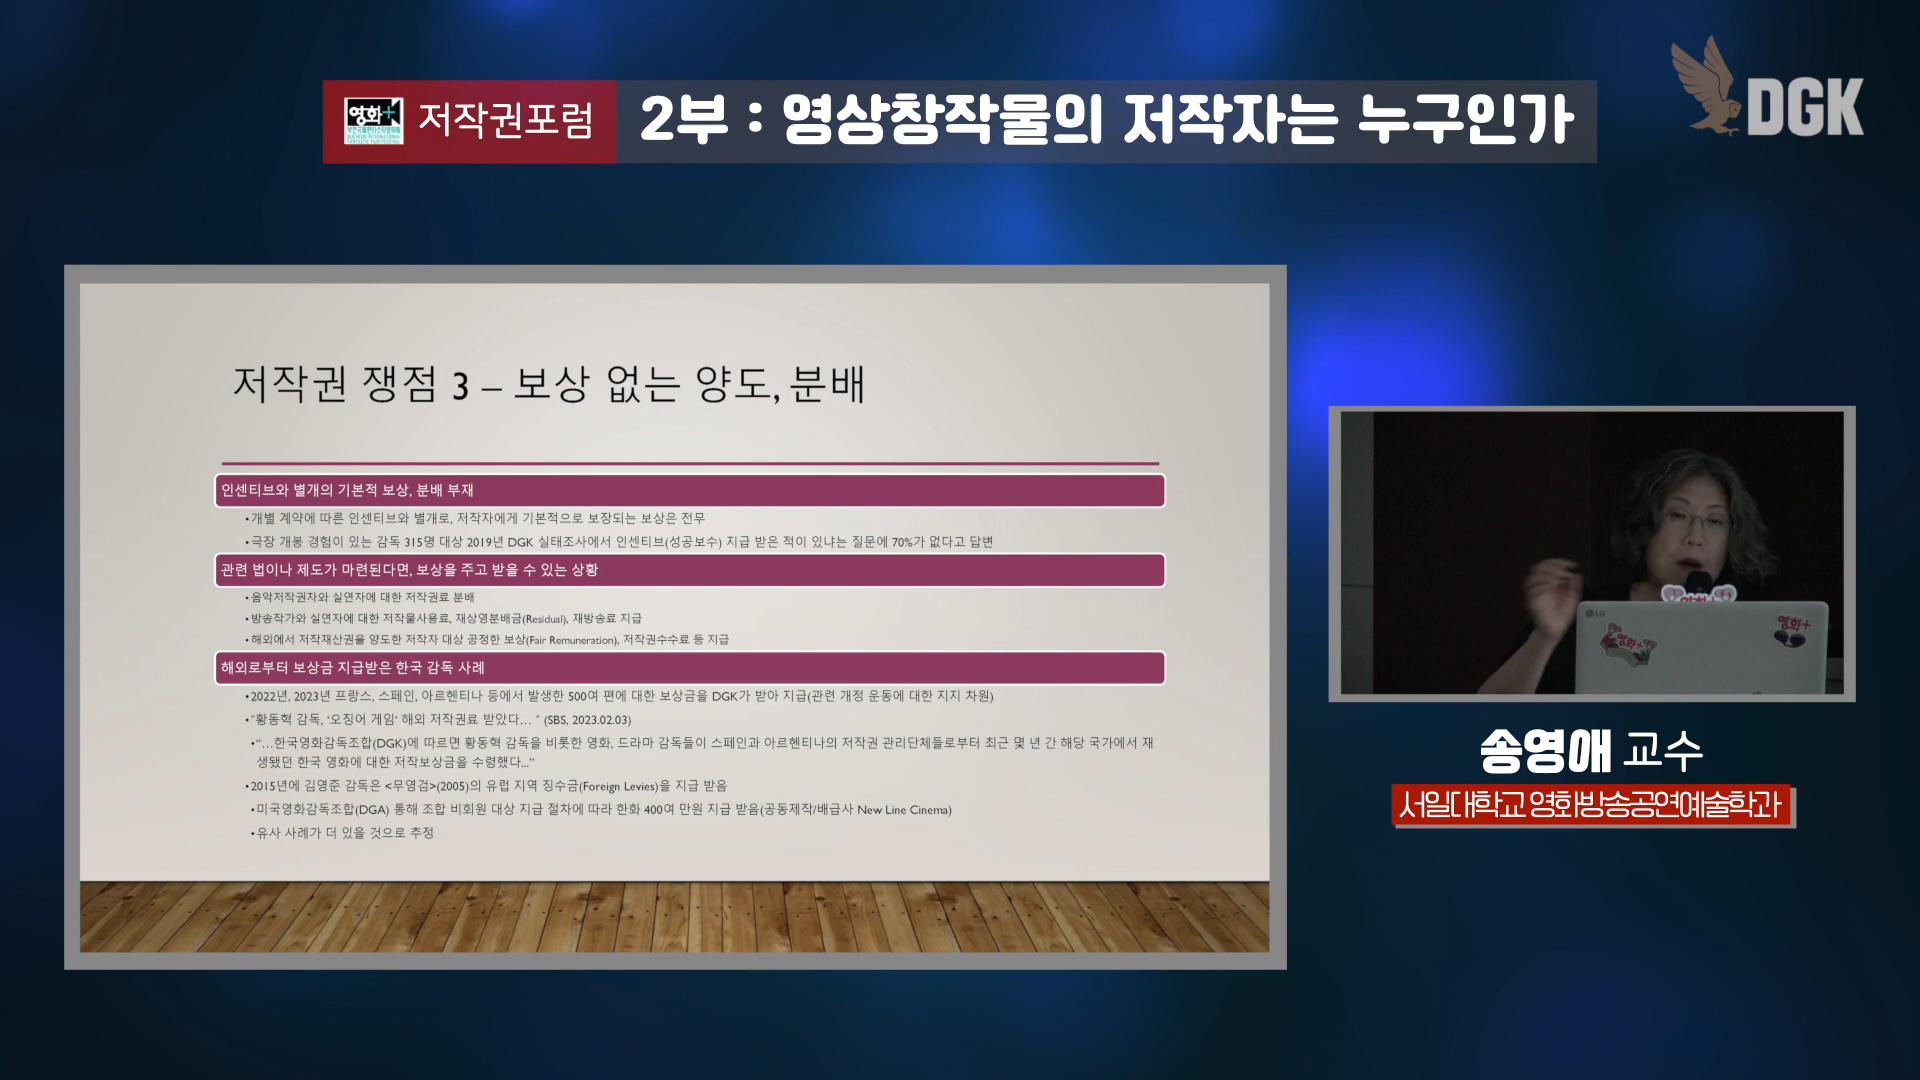 영화+
저작권포럼
2부 : 영상창작물의 저작자는 누구인가
DGK
저작권 쟁점 3 – 보상 없는 양도, 분배
인센티브와 별개의 기본적 보상, 분배 부재
•개별 계약에 따른 인센티브와 별개로, 저작자에게 기본적으로 보장되는 보상은 전무
•극장 개봉 경험이 있는 감독 315명 대상 2019년 DGK 실태조사에서 인센티브(성공보수) 지급 받은 적이 있냐는 질문에 70%가 없다고 답변
관련 법이나 제도가 마련된다면, 보상을 주고 받을 수 있는 상황
•음악저작권자와 실연자에 대한 저작권료 분배
•방송작가와 실연자에 대한 저작물사용료, 재상영분배금(Residual), 재방송료 지급
•해외에서 저작재산권을 양도한 저작자 대상 공정한 보상(Fair Remuneration), 저작권수수료 등 지급
해외로부터 보상금 지급받은 한국 감독 사례
•2022년, 2023년 프랑스, 스페인, 아르헨티나 등에서 발생한 500여 편에 대한 보상금을 DGK가 받아 지급(관련 개정 운동에 대한 지지 차원)
•"황동혁 감독, '오징어 게임' 해외 저작권료 받았다… " (SBS, 2023.02.03)
•"…한국영화감독조합(DGK)에 따르면 황동혁 감독을 비롯한 영화, 드라마 감독들이 스페인과 아르헨티나의 저작권 관리단체들로부터 최근 몇 년 간 해당 국가에서 재
생됐던 한국 영화에 대한 저작보상금을 수령했다..."
•2015년에 김영준 감독은 <무영검>(2005)의 유럽 지역 징수금(Foreign Levies)을 지급 받음
•미국영화감독조합(DGA) 통해 조합 비회원 대상 지급 절차에 따라 한화 400여 만원 지급 받음(공동제작/배급사 New Line Cinema)
•유사 사례가 더 있을 것으로 추정
LG
영화+
영화+
송영애 교수
서일대학교 영화방송공연예술학과